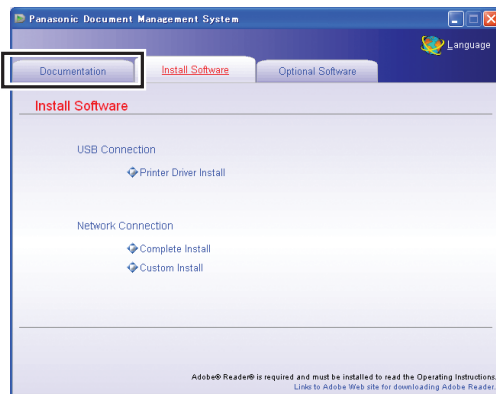 Panasonic Document Management System
Language
Documentation
Install Software
Optional Software
Install Software
USB Connection
Printer Driver Install
Network Connection
Complete Install
Custom Install
Adobe® Reader® is required and must be installed to read the Operating Instructions.
Links to Adobe Web site for downloading Adobe Reader.